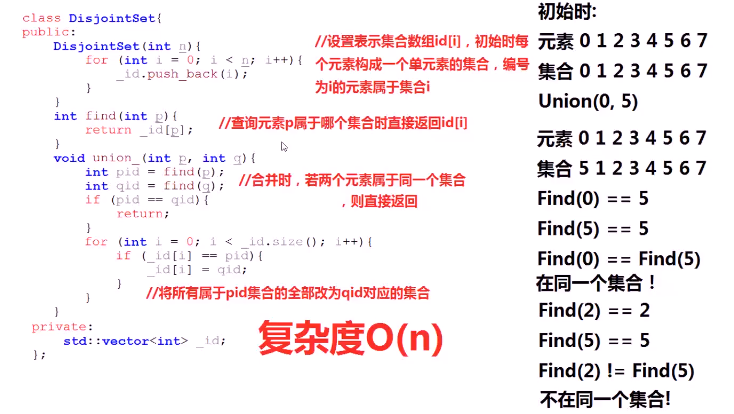 class DisjointSet{
public:
DisjointSet(int n){
for (int i = 0; i < n; i++){
_id.push_back(i);
}
}
int find(int p){
return _id[p];
}
void union_(int p, int q){
int pid = find(p);
int qid = find(q);
if (pid == qid){
return;
}
for (int i = 0; i < _id.size(); i++){
if (_id[i] == pid){
_id[i] = qid;
}
}
}
private:
std::vector<int> _id;
};
//设置表示集合数组id[i]，初始时每
个元素构成一个单元素的集合，编号
为i的元素属于集合i
//查询元素p属于哪个集合时直接返回id[i]
//合并时，若两个元素属于同一个集合
，则直接返回
//将所有属于pid集合的全部改为qid对应的集合
复杂度O(n)
初始时:
元素 0 1 2 3 4 5 6 7
集合 0 1 2 3 4 5 6 7
Union(0, 5)
元素 0 1 2 3 4 5 6 7
集合 5 1 2 3 4 5 6 7
Find(0) == 5
Find(5) == 5
Find(0) == Find(5)
在同一个集合！
Find(2) == 2
Find(5) == 5
Find(2) != Find(5)
不在同一个集合!